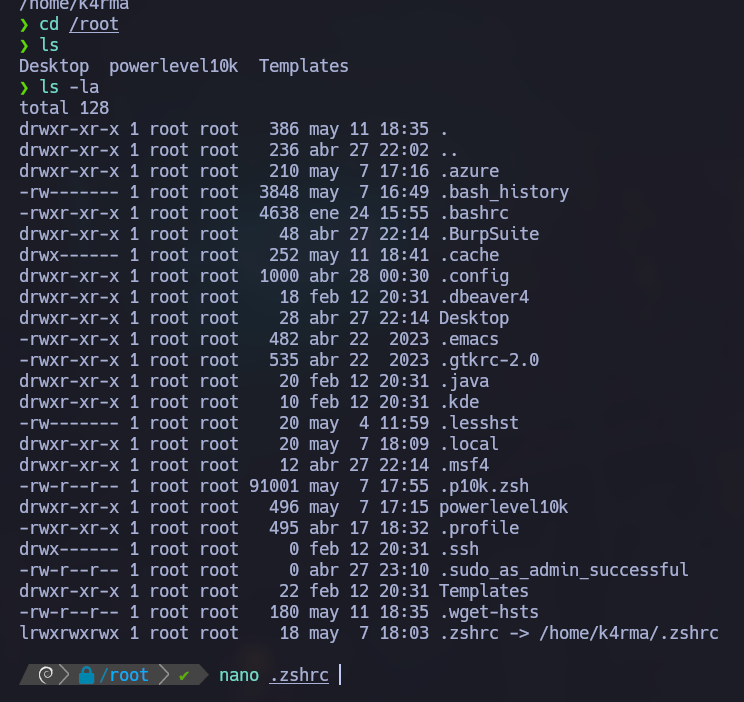 /home/k4rma
❯ cd /root
❯ ls
Desktop  powerlevel10k  Templates
❯ ls -la
total 128
drwxr-xr-x 1 root root   386 may 11 18:35 .
drwxr-xr-x 1 root root   236 abr 27 22:02 ..
drwxr-xr-x 1 root root   210 may  7 17:16 .azure
-rw------- 1 root root  3848 may  7 16:49 .bash_history
-rwxr-xr-x 1 root root  4638 ene 24 15:55 .bashrc
drwxr-xr-x 1 root root    48 abr 27 22:14 .BurpSuite
drwx------ 1 root root   252 may 11 18:41 .cache
drwxr-xr-x 1 root root  1000 abr 28 00:30 .config
drwxr-xr-x 1 root root    18 feb 12 20:31 .dbeaver4
drwxr-xr-x 1 root root    28 abr 27 22:14 Desktop
-rwxr-xr-x 1 root root   482 abr 22  2023 .emacs
-rwxr-xr-x 1 root root   535 abr 22  2023 .gtkrc-2.0
drwxr-xr-x 1 root root    20 feb 12 20:31 .java
drwxr-xr-x 1 root root    10 feb 12 20:31 .kde
-rw------- 1 root root    20 may  4 11:59 .lesshst
drwxr-xr-x 1 root root    20 may  7 18:09 .local
drwxr-xr-x 1 root root    12 abr 27 22:14 .msf4
-rw-r--r-- 1 root root 91001 may  7 17:55 .p10k.zsh
drwxr-xr-x 1 root root   496 may  7 17:15 powerlevel10k
-rwxr-xr-x 1 root root   495 abr 17 18:32 .profile
drwx------ 1 root root     0 feb 12 20:31 .ssh
-rw-r--r-- 1 root root     0 abr 27 23:10 .sudo_as_admin_successful
drwxr-xr-x 1 root root    22 feb 12 20:31 Templates
-rw-r--r-- 1 root root   180 may 11 18:35 .wget-hsts
lrwxrwxrwx 1 root root    18 may  7 18:03 .zshrc -> /home/k4rma/.zshrc
/root ✔ nano .zshrc